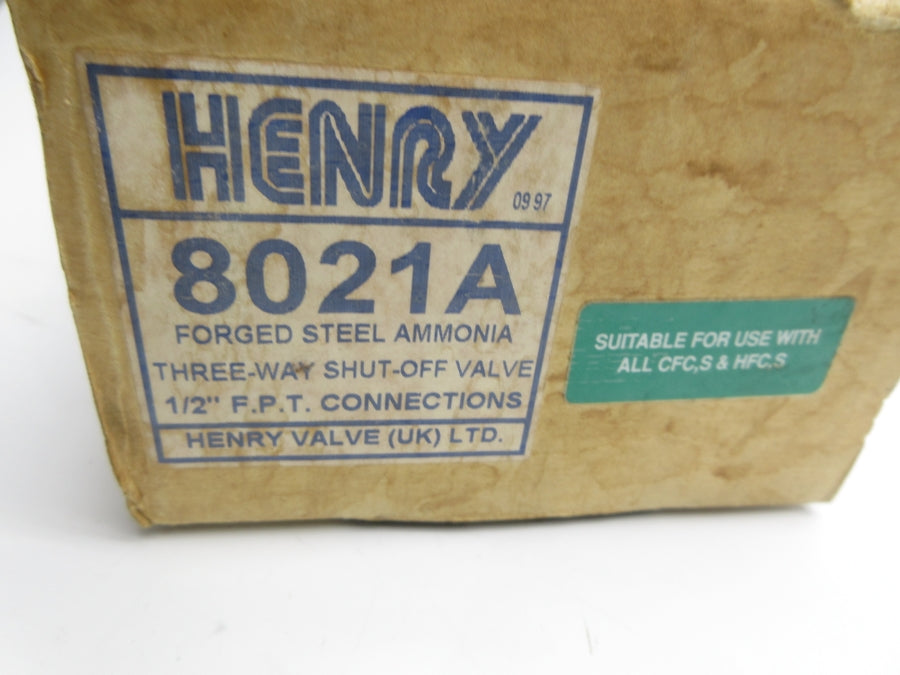 HENRY
09 97
8021A
FORGED STEEL AMMONIA
THREE-WAY SHUT-OFF VALVE
1/2" F.P.T. CONNECTIONS
HENRY VALVE (UK) LTD.
SUITABLE FOR USE WITH
ALL CFC,S & HFC,S